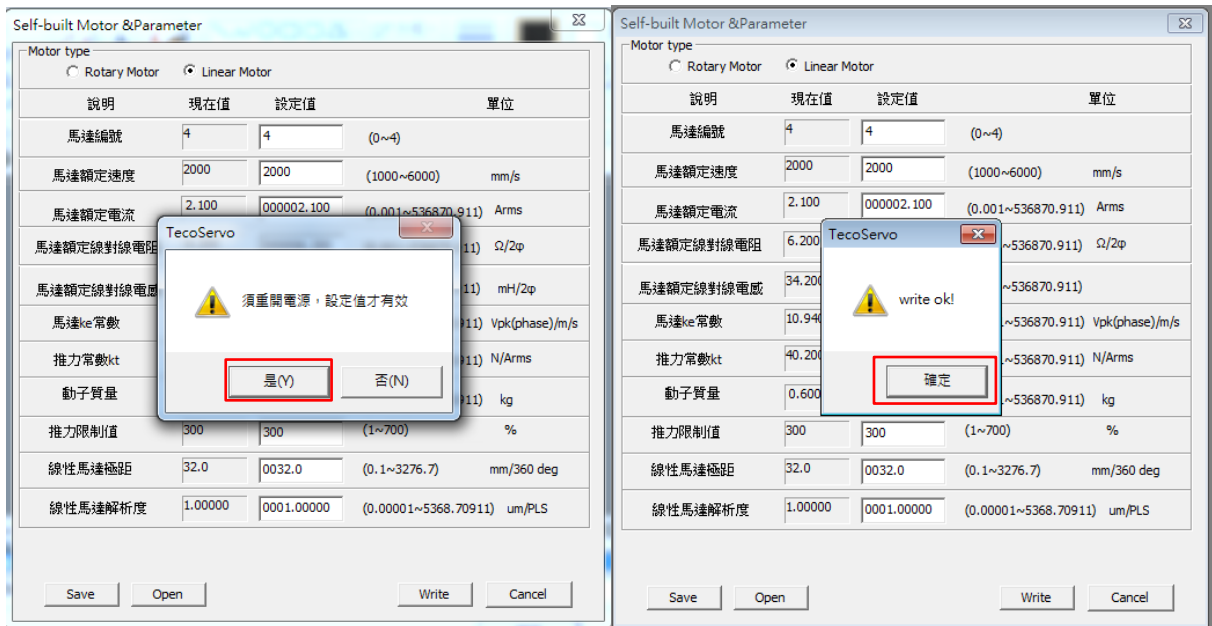 Self-built Motor &Parameter
Motor type
Rotary Motor Linear Motor
說明 現在值 設定值 單位
馬達編號 4 4 (0~4)
馬達額定速度 2000 2000 (1000~6000) mm/s
馬達額定電流 2.100 000002.100 (0.001~536870.911) Arms
馬達額定線對線電阻 11) Ω/2φ
馬達額定線對線電感 11) mH/2φ
馬達ke常數 911) Vpk(phase)/m/s
推力常數kt 911) N/Arms
動子質量 911) kg
推力限制值 300 300 (1~700) %
線性馬達極距 32.0 0032.0 (0.1~3276.7) mm/360 deg
線性馬達解析度 1.00000 0001.00000 (0.00001~5368.70911) um/PLS
Save Open Write Cancel
TecoServo
須重開電源，設定值才有效
是(Y) 否(N)
Self-built Motor &Parameter
Motor type
Rotary Motor Linear Motor
說明 現在值 設定值 單位
馬達編號 4 4 (0~4)
馬達額定速度 2000 2000 (1000~6000) mm/s
馬達額定電流 2.100 000002.100 (0.001~536870.911) Arms
馬達額定線對線電阻 6.200 ~536870.911) Ω/2φ
馬達額定線對線電感 34.200 ~536870.911)
馬達ke常數 10.940 ~536870.911) Vpk(phase)/m/s
推力常數kt 40.200 ~536870.911) N/Arms
動子質量 0.600 ~536870.911) kg
推力限制值 300 300 (1~700) %
線性馬達極距 32.0 0032.0 (0.1~3276.7) mm/360 deg
線性馬達解析度 1.00000 0001.00000 (0.00001~5368.70911) um/PLS
Save Open Write Cancel
TecoServo
write ok!
確定